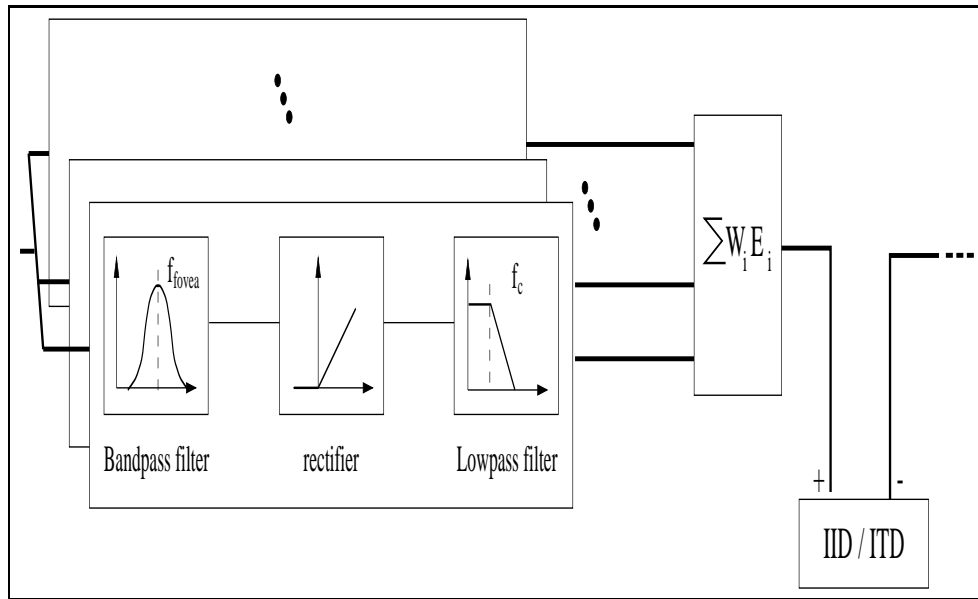 f_fovea
f_c
Bandpass filter
rectifier
Lowpass filter
∑W_i E_i
+ -
IID / ITD